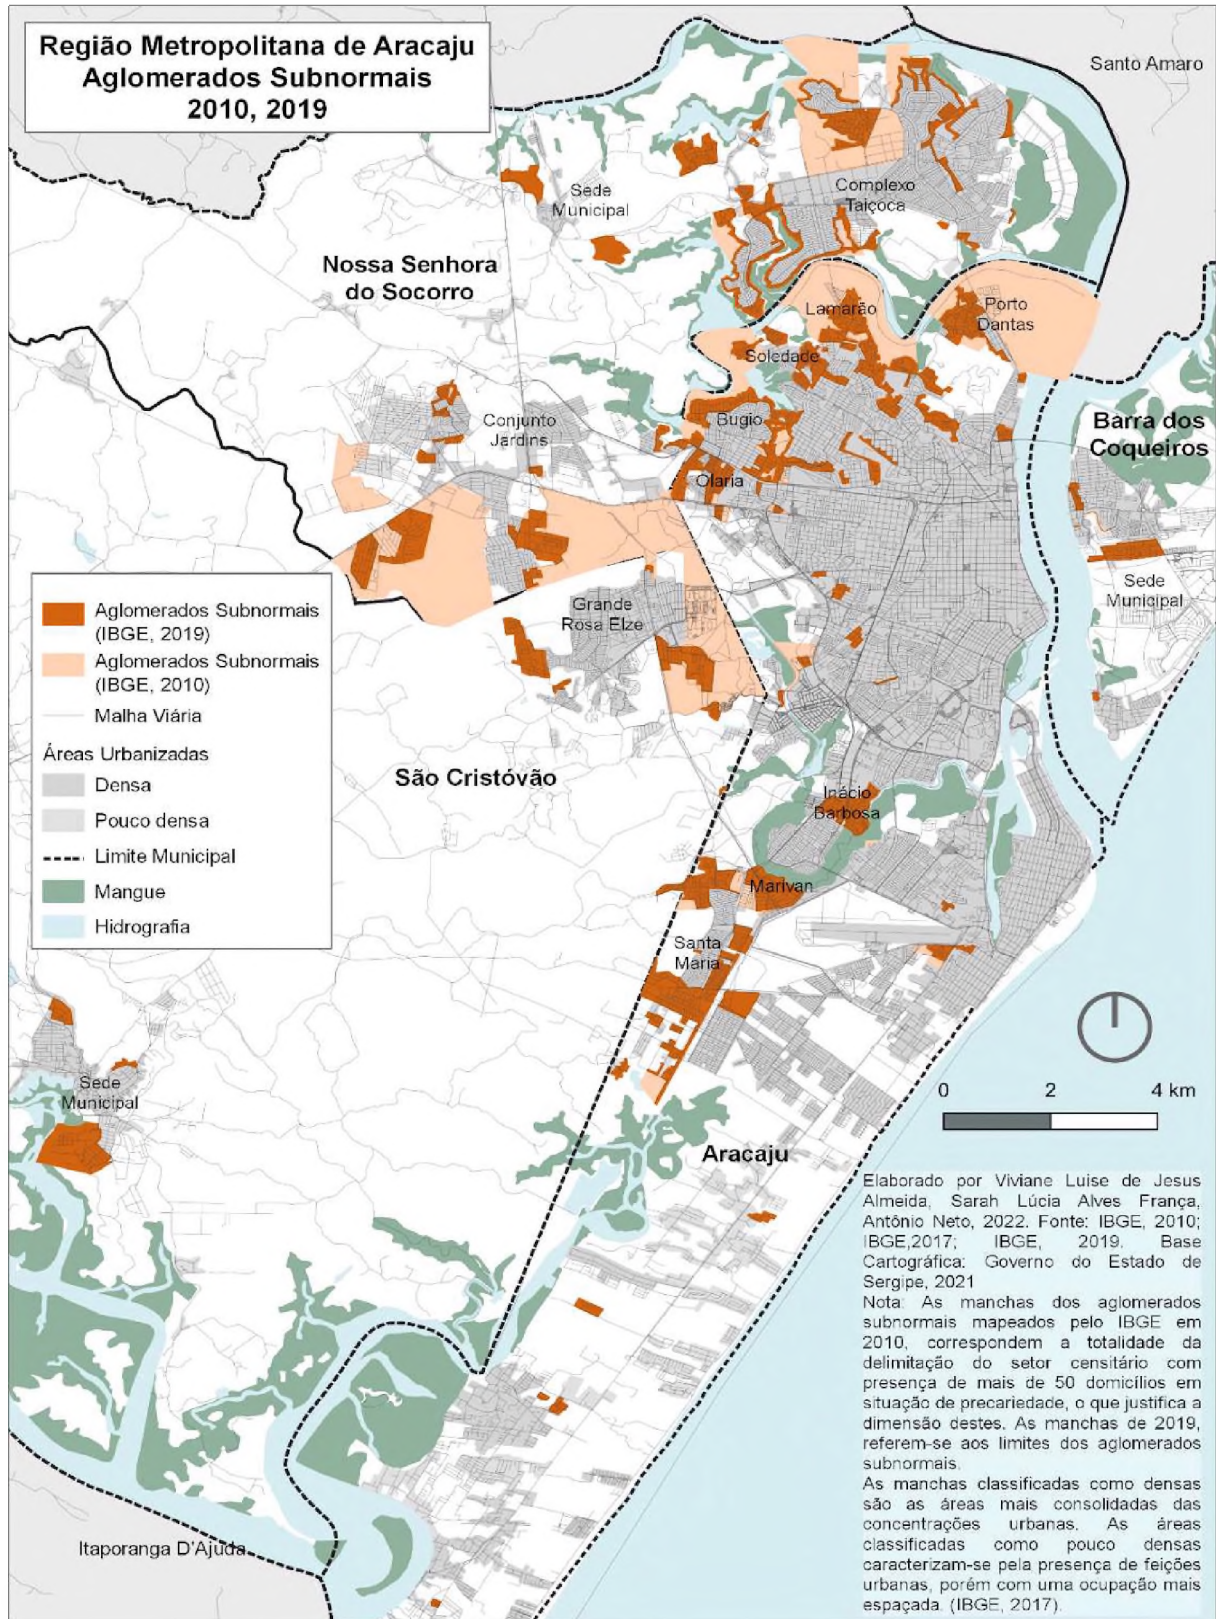 Região Metropolitana de Aracaju
Aglomerados Subnormais
2010, 2019
Santo Amaro
Sede
Municipal
Complexo
Taiçoca
Nossa Senhora
do Socorro
Lamarão
Porto
Dantas
Soledade
Bugio
Conjunto
Jardins
Barra dos
Coqueiros
Olaria
Sede
Municipal
Grande
Rosa Elze
Aglomerados Subnormais
(IBGE, 2019)
Aglomerados Subnormais
(IBGE, 2010)
Malha Viária
Áreas Urbanizadas
Densa
Pouco densa
Limite Municipal
Mangue
Hidrografia
São Cristóvão
Inácio
Barbosa
Marivan
Santa
Maria
Sede
Municipal
Aracaju
0 2 4 km
Elaborado por Viviane Luise de Jesus
Almeida, Sarah Lúcia Alves França,
Antônio Neto, 2022. Fonte: IBGE, 2010;
IBGE,2017; IBGE, 2019. Base
Cartográfica: Governo do Estado de
Sergipe, 2021
Nota: As manchas dos aglomerados
subnormais mapeados pelo IBGE em
2010, correspondem a totalidade da
delimitação do setor censitário com
presença de mais de 50 domicílios em
situação de precariedade, o que justifica a
dimensão destes. As manchas de 2019,
referem-se aos limites dos aglomerados
subnormais.
As manchas classificadas como densas
são as áreas mais consolidadas das
concentrações urbanas. As áreas
classificadas como pouco densas
caracterizam-se pela presença de feições
urbanas, porém com uma ocupação mais
espaçada. (IBGE, 2017).
Itaporanga D'Ajuda